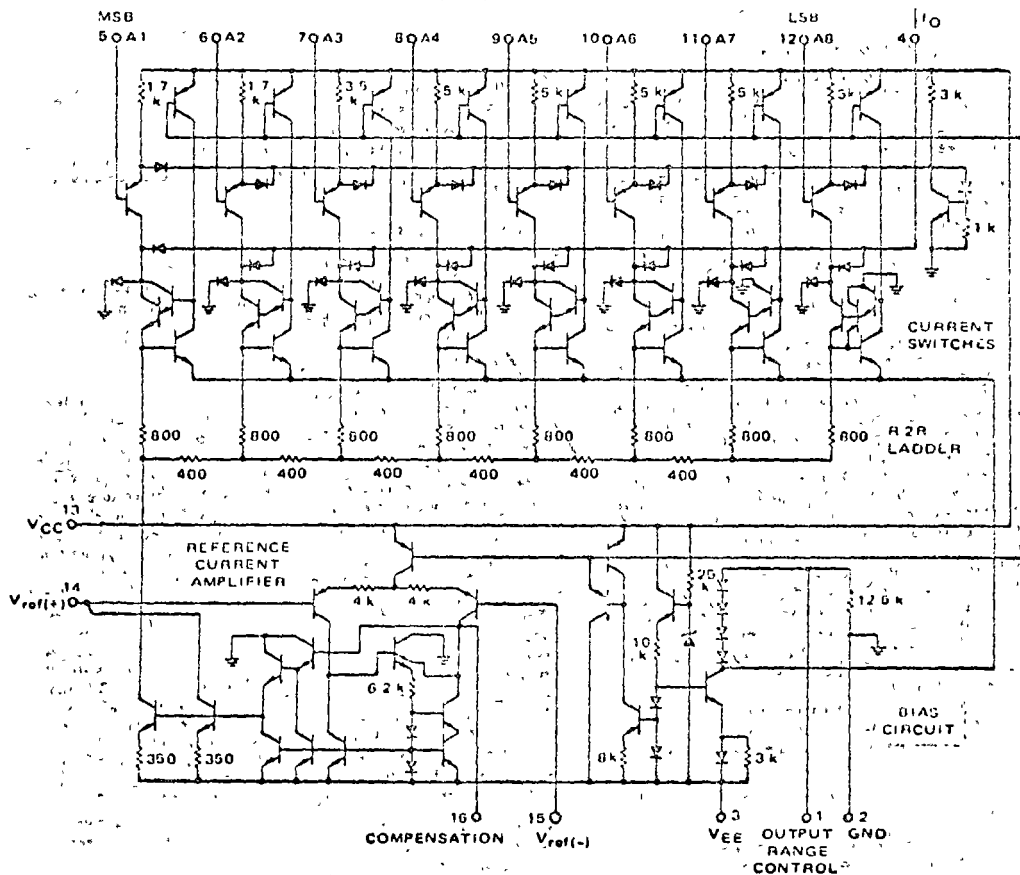 MSB LSB IO
5 A1 6 A2 7 A3 8 A4 9 A5 10 A6 11 A7 12 A8 4
1 7 k 1 7 k k 5 k 5 k 5 k 5 k 5 k 3 k
1 k
CURRENT
SWITCHES
800 800 800 800 800 800 800 800
R 2R
LADDER
400 400 400 400 400 400 400
13
VCC
REFERENCE
CURRENT
AMPLIFIER
14
Vref(+)
4 k 4 k
k
12 6 k
10
k
6 2 k
BIAS
CIRCUIT
350 350 8k 3 k
16 15 3 1 2
COMPENSATION Vref(-) VEE OUTPUT GND
RANGE
CONTROL